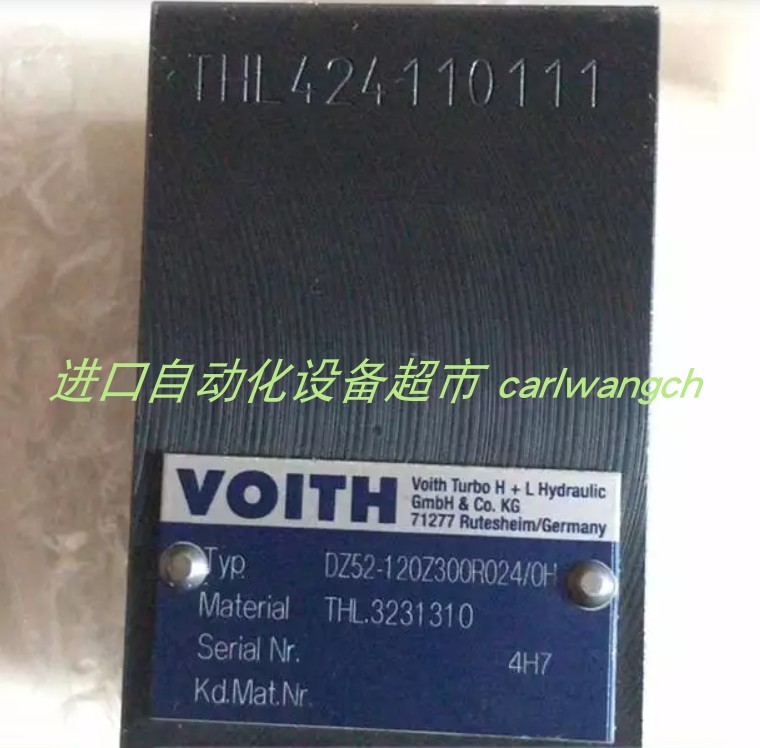 THL424110111
进口自动化设备超市 carlwangch
VOITH
Voith Turbo H + L Hydraulic
GmbH & Co. KG
71277 Rutesheim/Germany
Typ DZ52-120Z300R024/0H
Material THL.3231310
Serial Nr.
4H7
Kd.Mat.Nr.